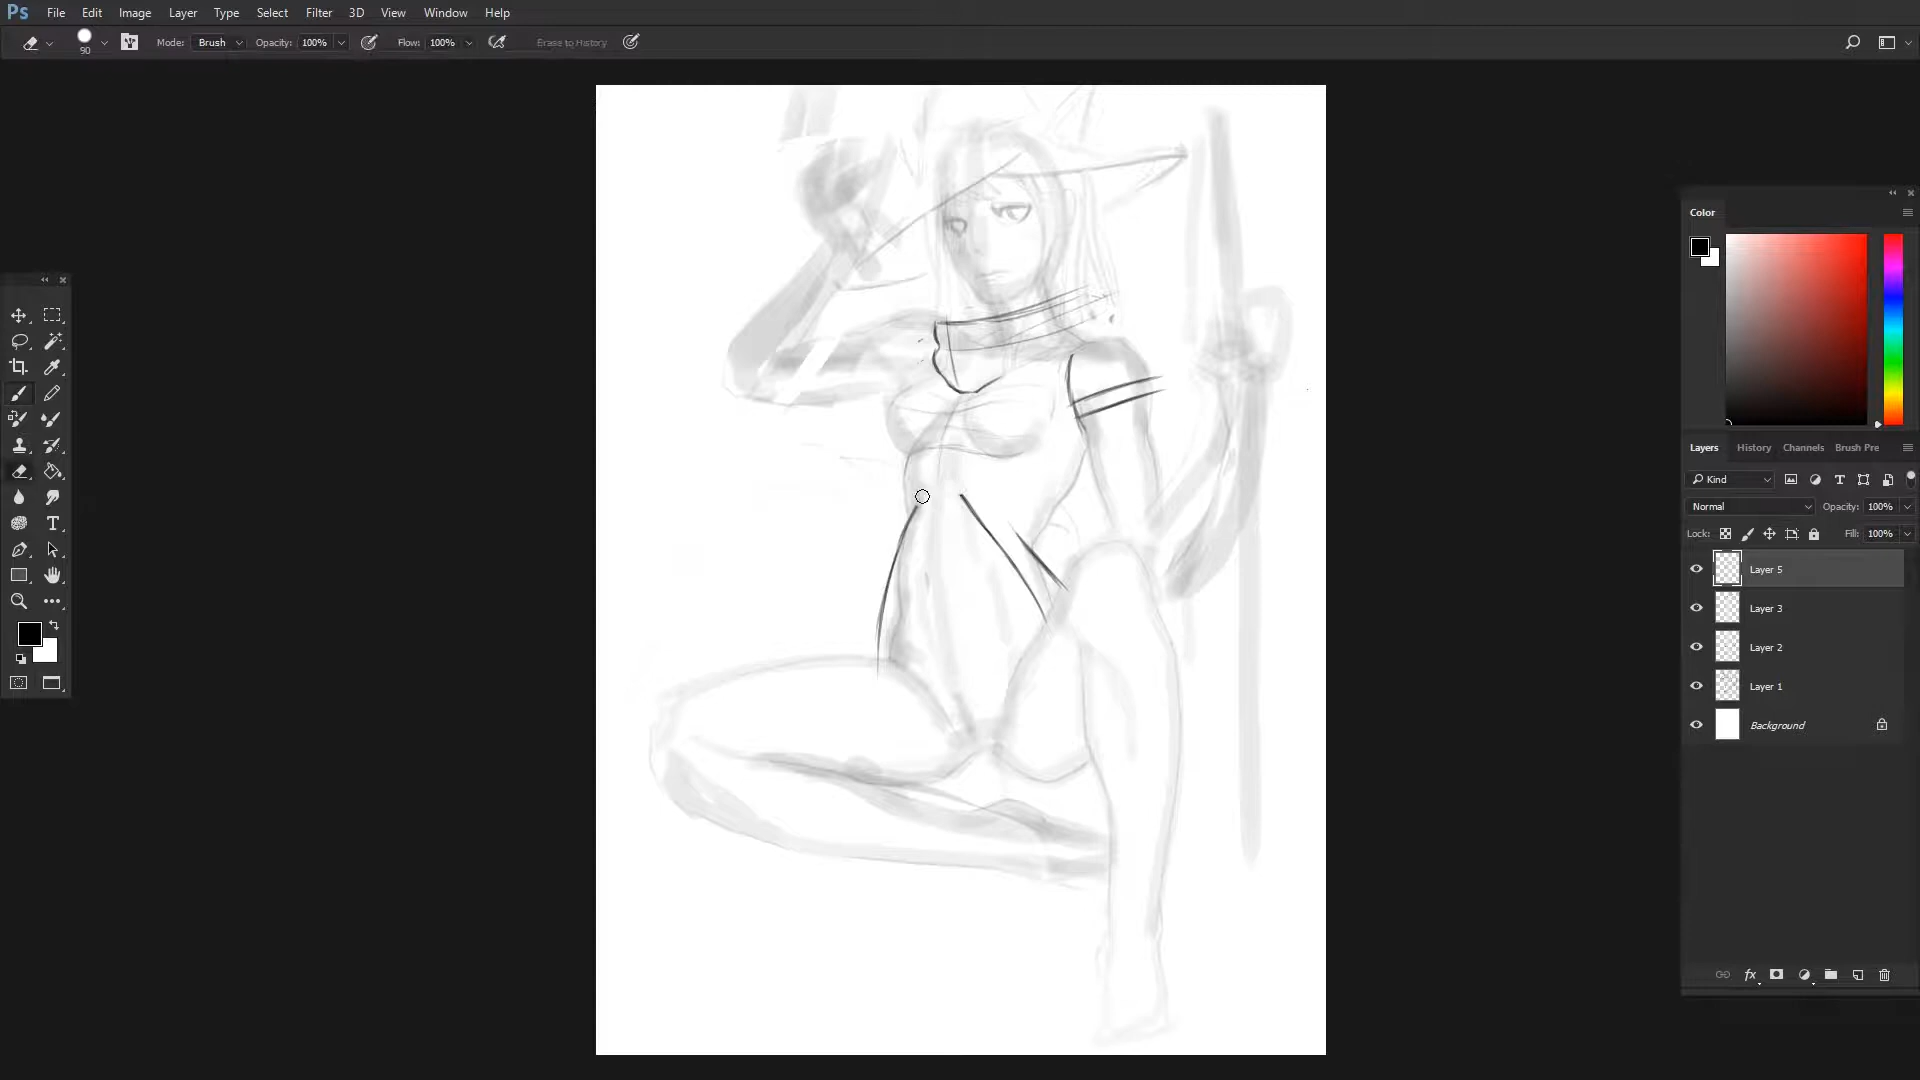 Ps File Edit Image Layer Type Select Filter 3D View Window Help
90 Mode: Brush Opacity: 100% Flow: 100% Erase to History
Color
Layers History Channels Brush Pre
Kind
Normal Opacity: 100%
Lock: Fill: 100%
Layer 5
Layer 3
Layer 2
Layer 1
Background
fx